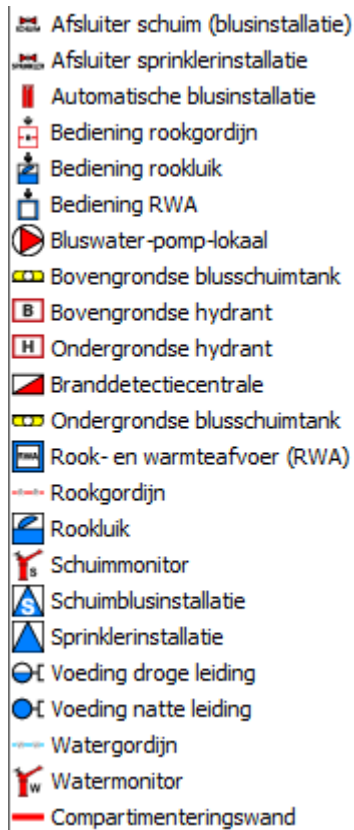 Afsluiter schuim (blusinstallatie)
Afsluiter sprinklerinstallatie
Automatische blusinstallatie
Bediening rookgordijn
Bediening rookluik
Bediening RWA
Bluswater-pomp-lokaal
Bovengrondse blusschuimtank
B Bovengrondse hydrant
H Ondergrondse hydrant
Branddetectiecentrale
Ondergrondse blusschuimtank
RWA Rook- en warmteafvoer (RWA)
Rookgordijn
Rookluik
S Schuimmonitor
S Schuimblusinstallatie
Sprinklerinstallatie
Voeding droge leiding
Voeding natte leiding
Watergordijn
W Watermonitor
Compartimenteringswand